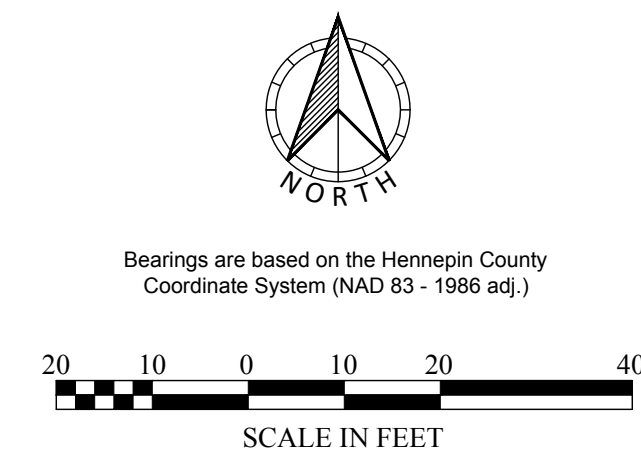 NORTH
Bearings are based on the Hennepin County
Coordinate System (NAD 83 - 1986 adj.)
20 10 0 10 20 40
SCALE IN FEET